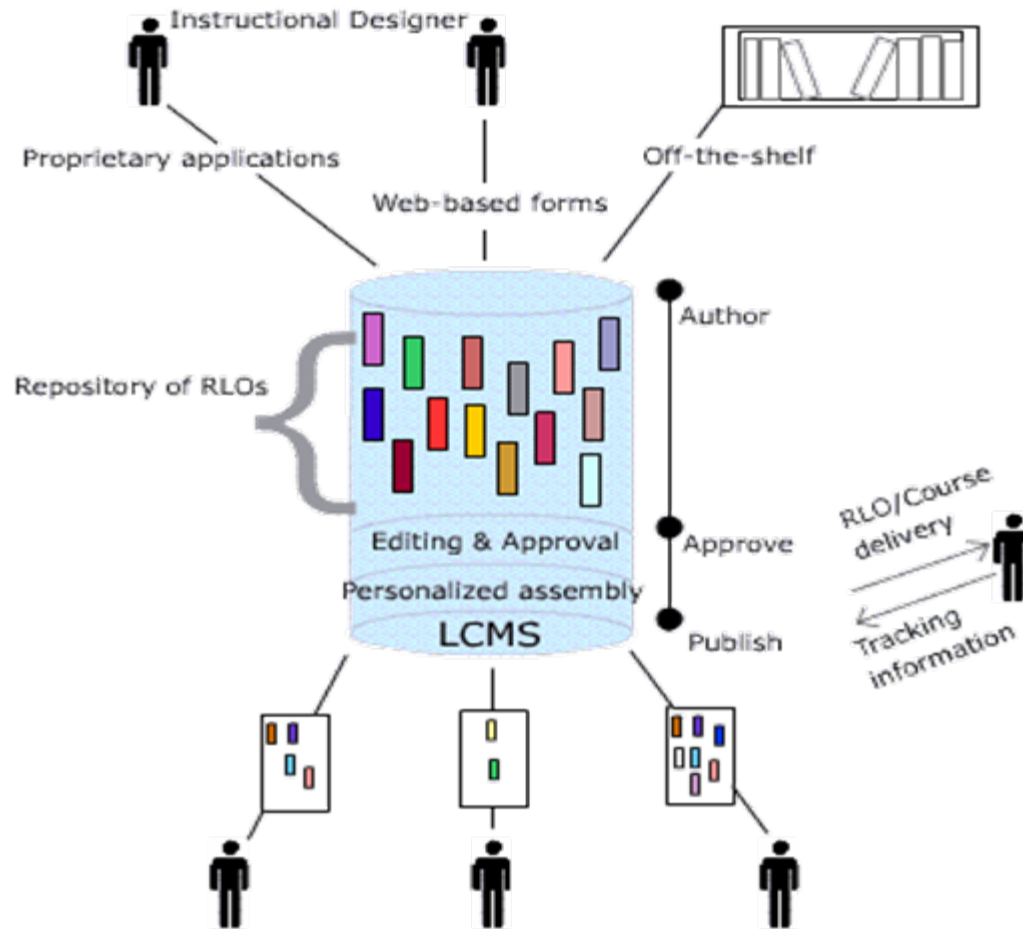 Instructional Designer
Proprietary applications
Off-the-shelf
Web-based forms
Author
Repository of RLOs
RLO/Course
delivery
Editing & Approval
Approve
Personalized assembly
LCMS
Publish
Tracking
information